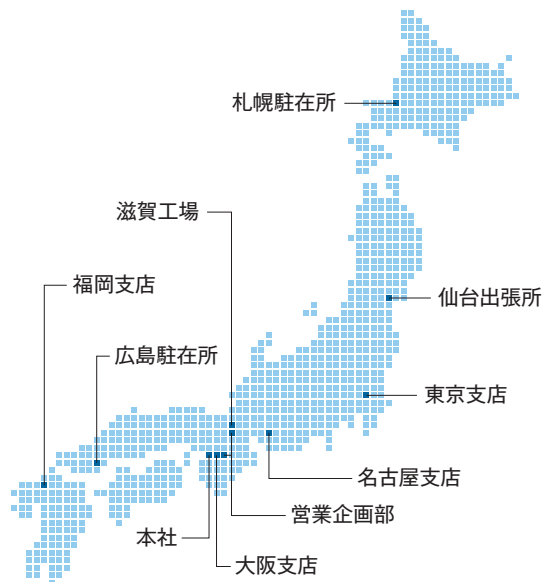 札幌駐在所
滋賀工場
福岡支店
仙台出張所
広島駐在所
東京支店
名古屋支店
営業企画部
本社
大阪支店